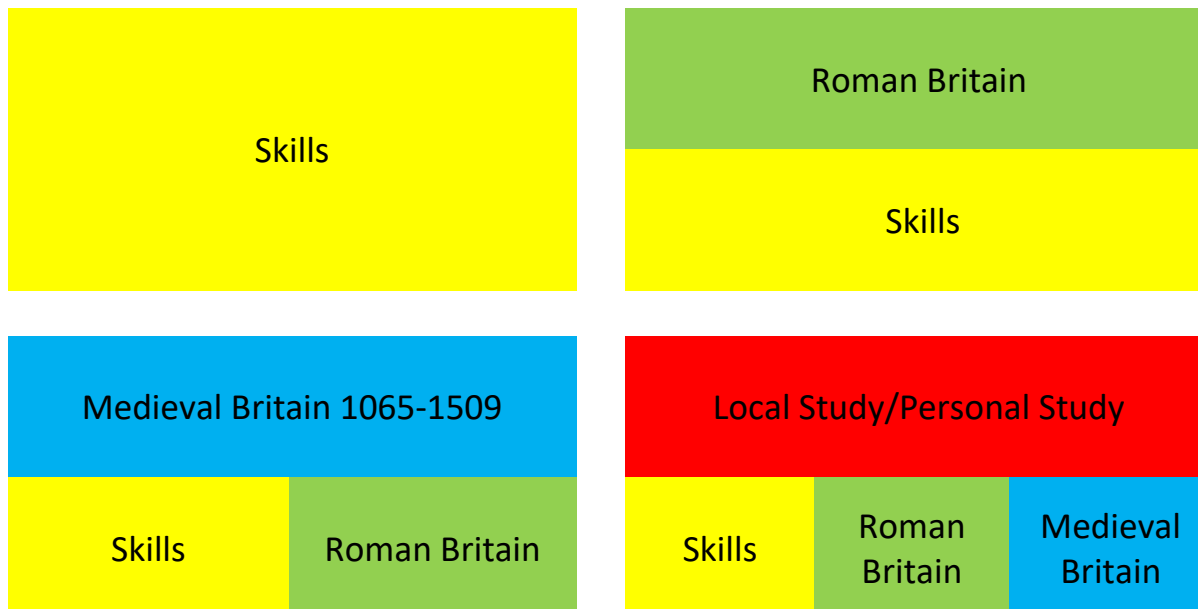 Skills
Roman Britain
Skills
Medieval Britain 1065-1509
Skills
Roman Britain
Local Study/Personal Study
Skills
Roman
Britain
Medieval
Britain